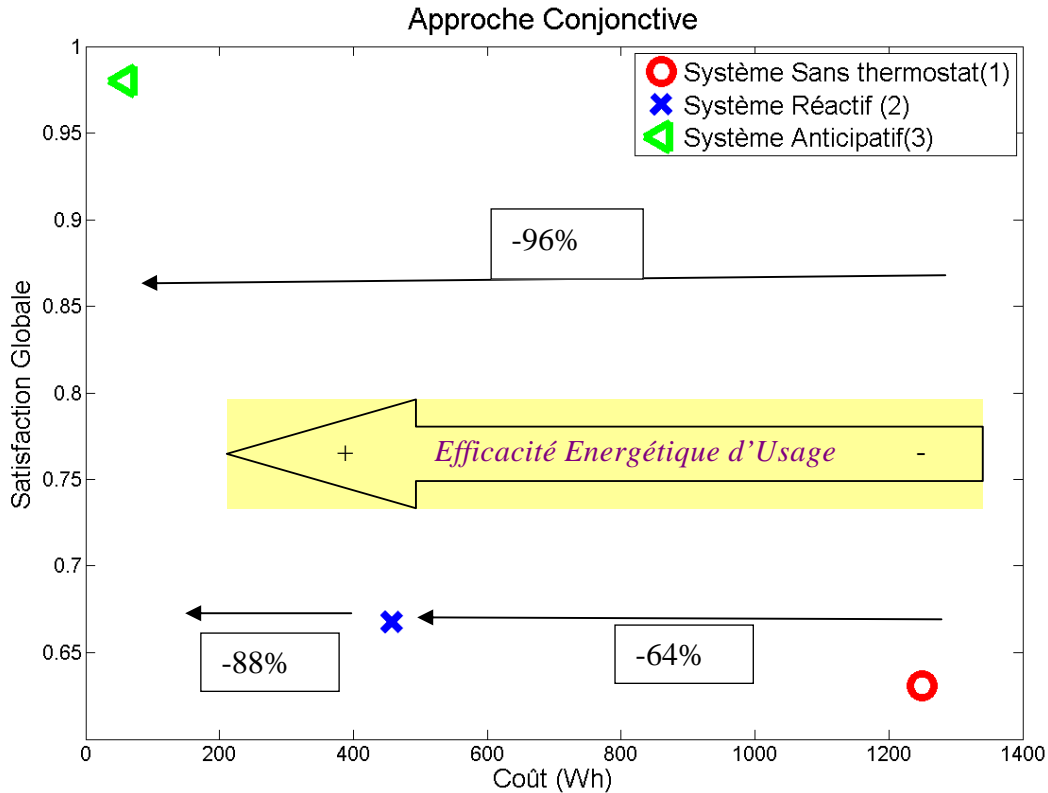 Approche Conjonctive
1
Système Sans thermostat(1)
Système Réactif (2)
Système Anticipatif(3)
0.95
0.9
-96%
0.85
0.8
+ Efficacité Energétique d'Usage -
0.75
0.7
0.65
-88%
-64%
Satisfaction Globale
0 200 400 600 800 1000 1200 1400
Coût (Wh)